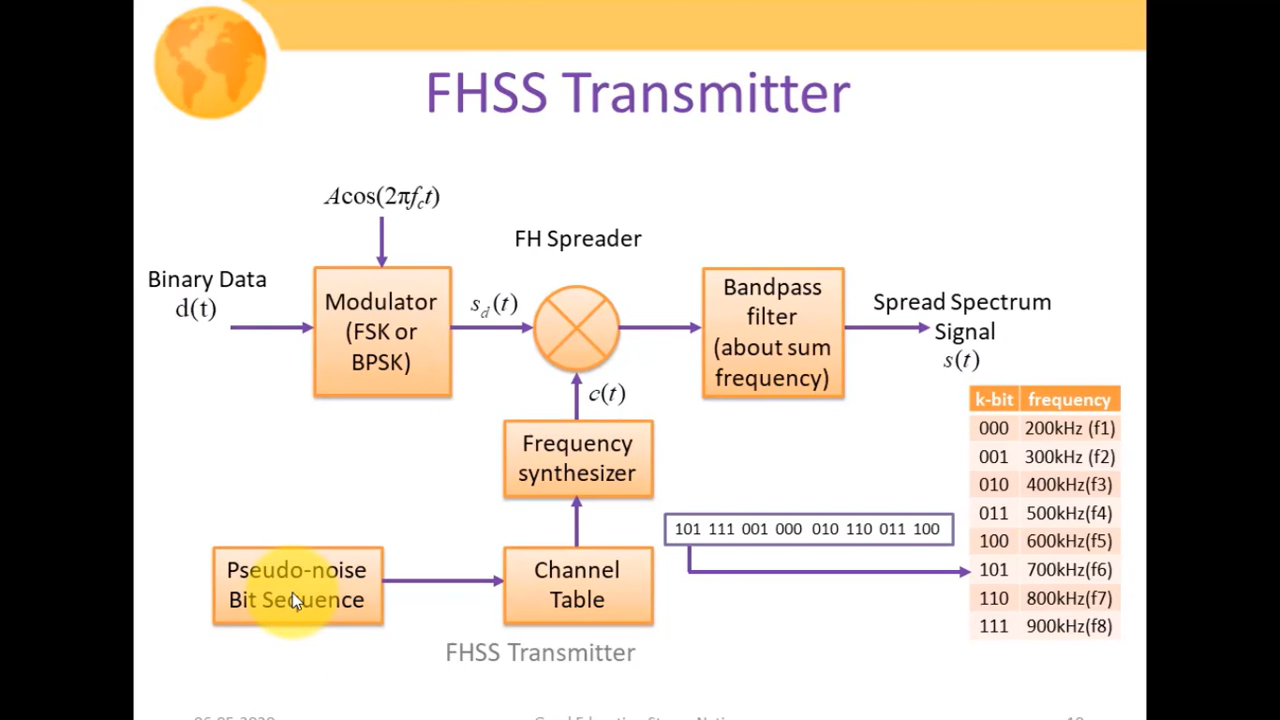 FHSS Transmitter
Acos(2πfct)
FH Spreader
Binary Data
d(t)
Modulator
(FSK or
BPSK)
sd(t)
Bandpass
filter
(about sum
frequency)
Spread Spectrum
Signal
s(t)
c(t)
Frequency
synthesizer
Pseudo-noise
Bit Sequence
Channel
Table
101 111 001 000 010 110 011 100
k-bit frequency
000 200kHz (f1)
001 300kHz (f2)
010 400kHz(f3)
011 500kHz(f4)
100 600kHz(f5)
101 700kHz(f6)
110 800kHz(f7)
111 900kHz(f8)
FHSS Transmitter